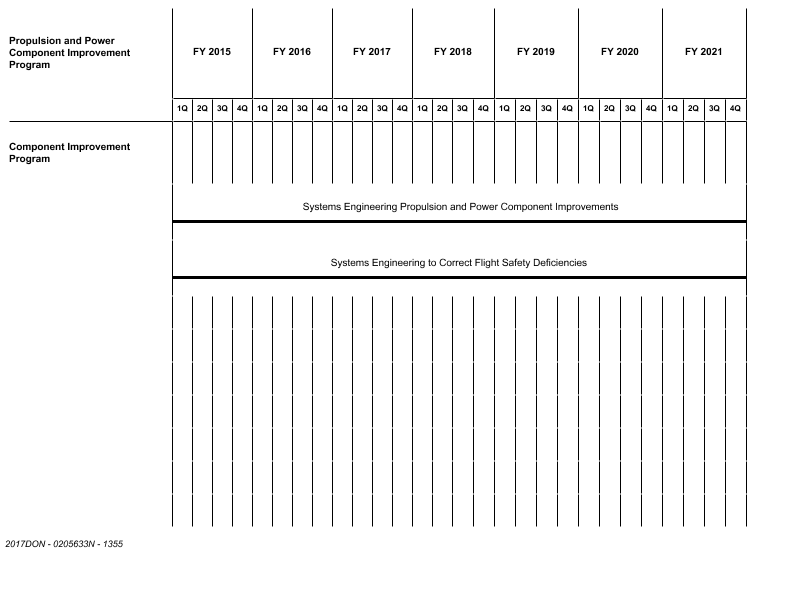 Propulsion and Power
Component Improvement
Program
FY 2015 FY 2016 FY 2017 FY 2018 FY 2019 FY 2020 FY 2021
1Q 2Q 3Q 4Q 1Q 2Q 3Q 4Q 1Q 2Q 3Q 4Q 1Q 2Q 3Q 4Q 1Q 2Q 3Q 4Q 1Q 2Q 3Q 4Q 1Q 2Q 3Q 4Q
Component Improvement
Program
Systems Engineering Propulsion and Power Component Improvements
Systems Engineering to Correct Flight Safety Deficiencies
2017DON - 0205633N - 1355